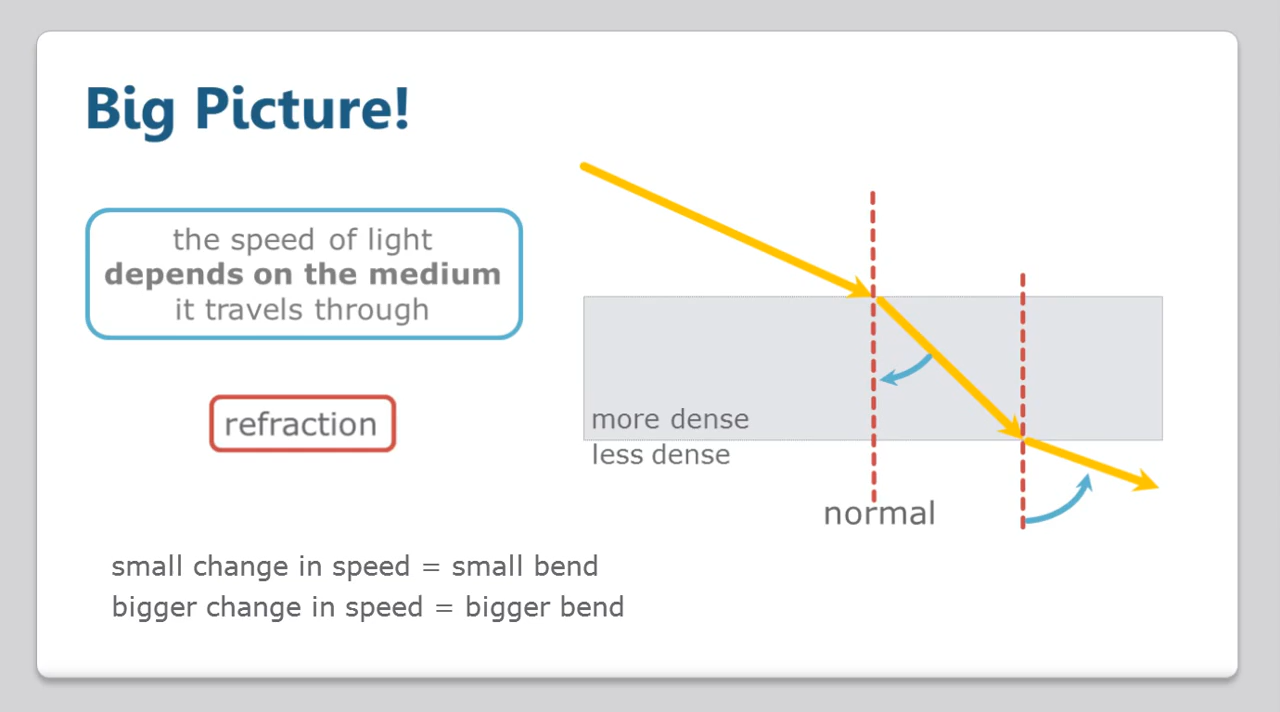 Big Picture!
the speed of light
depends on the medium
it travels through
refraction
more dense
less dense
normal
small change in speed = small bend
bigger change in speed = bigger bend